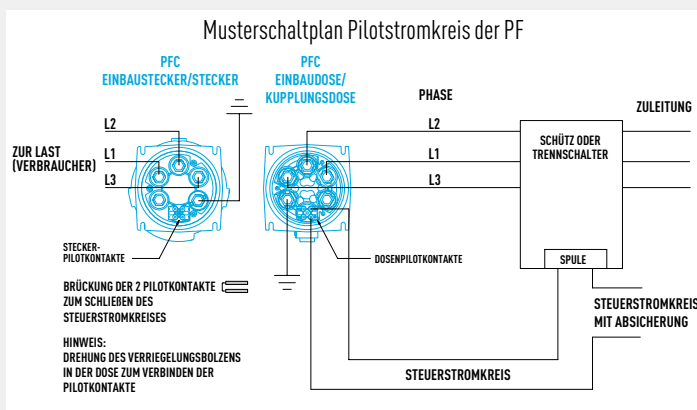 Musterschaltplan Pilotstromkreis der PF
PFC
EINBAUSTECKER/STECKER
PFC
EINBAUDOSE/
KUPPLUNGSDOSE
PHASE
ZULEITUNG
L2
L2
SCHÜTZ ODER
TRENNSCHALTER
ZUR LAST
(VERBRAUCHER)
L1
L1
L3
L3
STECKER-
PILOTKONTAKTE
DOSENPILOTKONTAKTE
SPULE
BRÜCKUNG DER 2 PILOTKONTAKTE
ZUM SCHLIEßEN DES
STEUERSTROMKREISES
STEUERSTROMKREIS
MIT ABSICHERUNG
HINWEIS:
DREHUNG DES VERRIEGELUNGSBOLZENS
IN DER DOSE ZUM VERBINDEN DER
PILOTKONTAKTE
STEUERSTROMKREIS